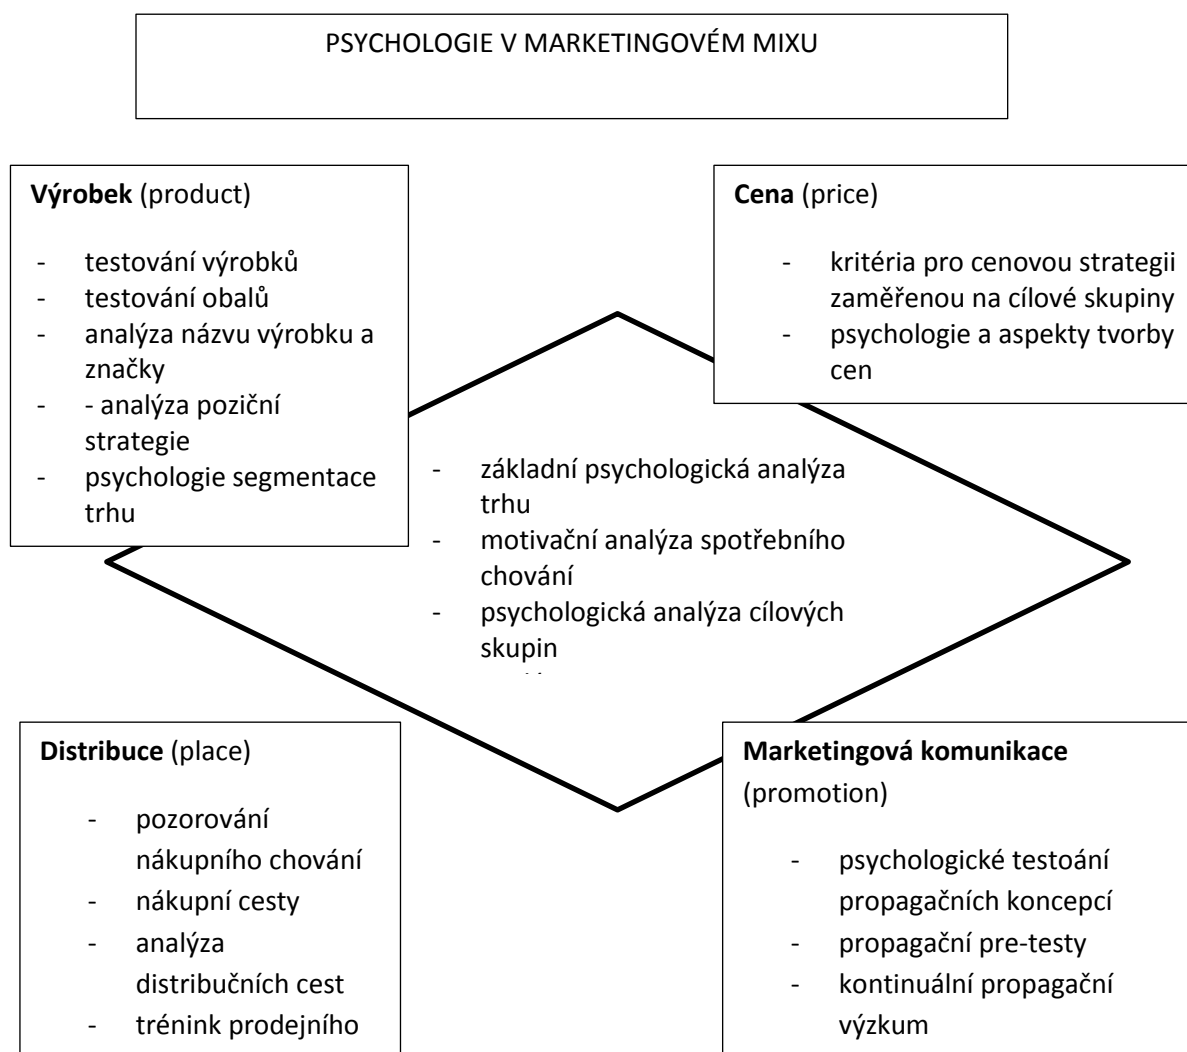 PSYCHOLOGIE V MARKETINGOVÉM MIXU
Výrobek (product)
- testování výrobků
- testování obalů
- analýza názvu výrobku a
značky
- - analýza poziční
strategie
- psychologie segmentace
trhu
Cena (price)
- kritéria pro cenovou strategii
zaměřenou na cílové skupiny
- psychologie a aspekty tvorby
cen
- základní psychologická analýza
trhu
- motivační analýza spotřebního
chování
- psychologická analýza cílových
skupin
Distribuce (place)
- pozorování
nákupního chování
- nákupní cesty
- analýza
distribučních cest
- trénink prodejního
Marketingová komunikace
(promotion)
- psychologické testoání
propagačních koncepcí
- propagační pre-testy
- kontinuální propagační
výzkum